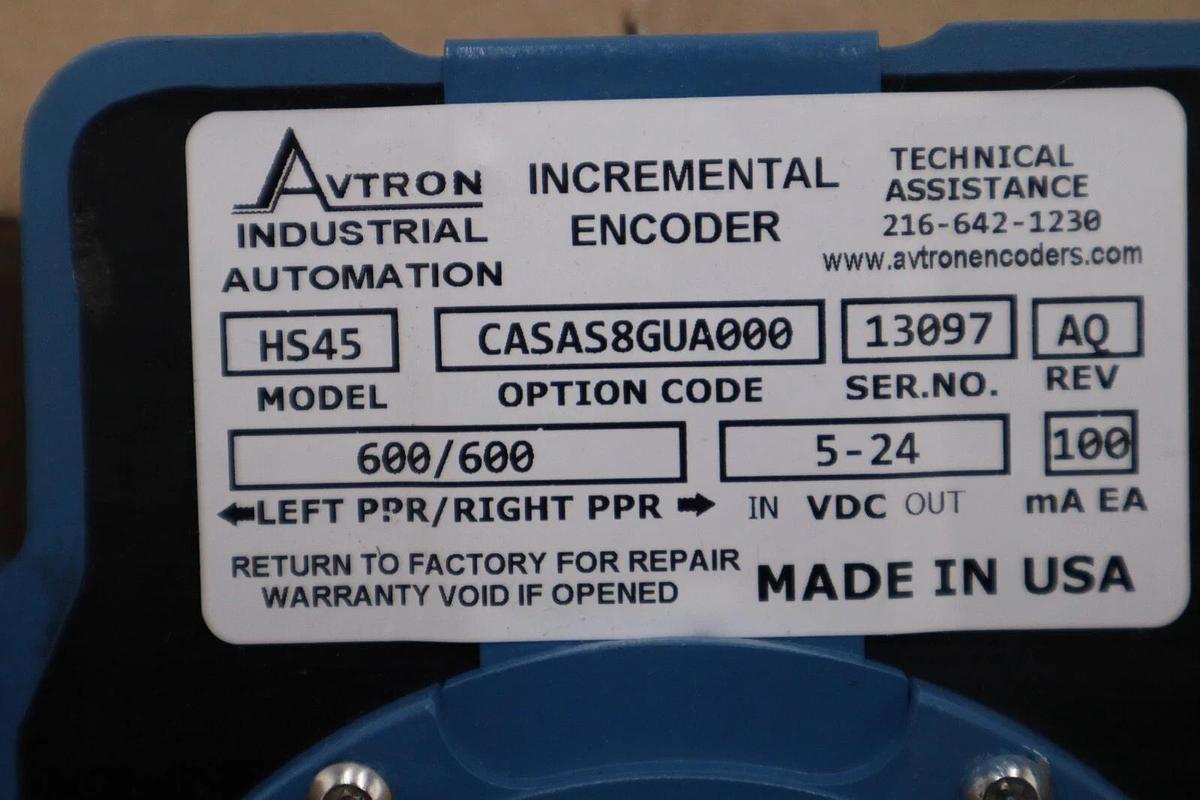 AVTRON
INDUSTRIAL
AUTOMATION
INCREMENTAL
ENCODER
TECHNICAL
ASSISTANCE
216-642-1230
www.avtronencoders.com
HS45 CASAS8GUA000 13097 AQ
MODEL OPTION CODE SER.NO. REV
600/600 5-24 100
LEFT PPR/RIGHT PPR IN VDC OUT mA EA
RETURN TO FACTORY FOR REPAIR
WARRANTY VOID IF OPENED
MADE IN USA